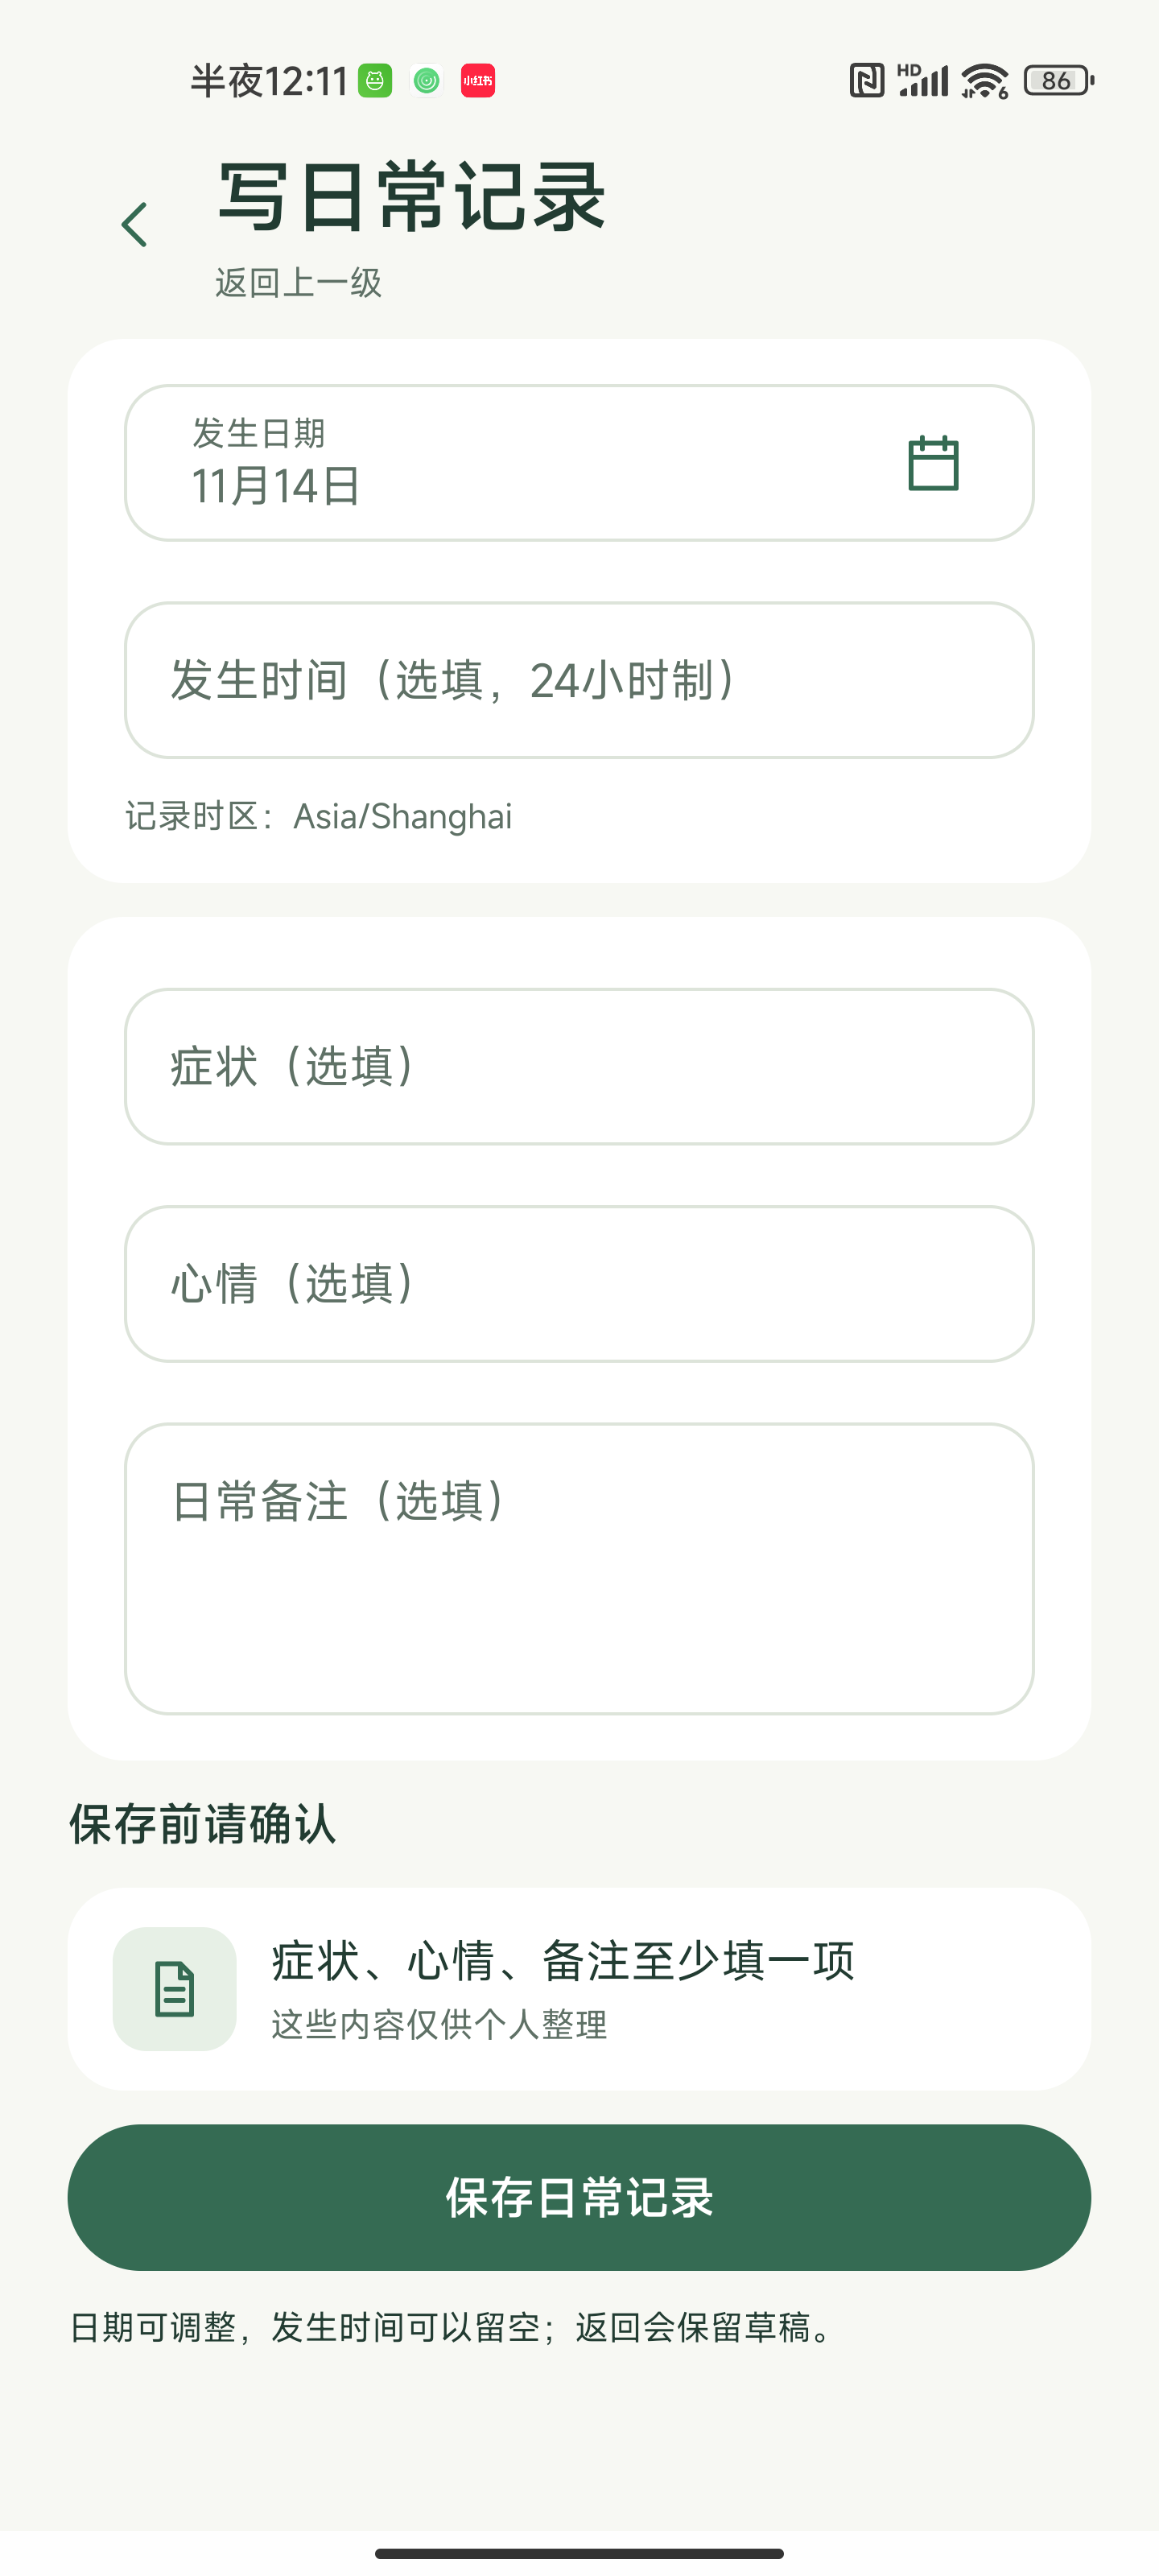 半夜12:11
小红书
HD
6
86
写日常记录
返回上一级
发生日期
11月14日
发生时间（选填，24小时制）
记录时区：Asia/Shanghai
症状（选填）
心情（选填）
日常备注（选填）
保存前请确认
症状、心情、备注至少填一项
这些内容仅供个人整理
保存日常记录
日期可调整，发生时间可以留空；返回会保留草稿。